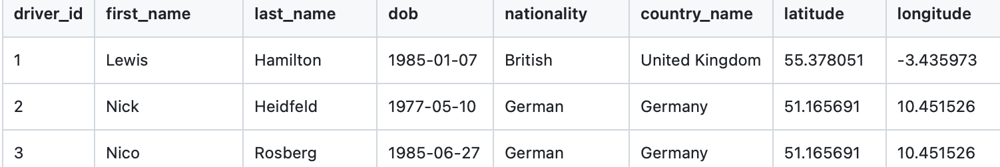 driver_id first_name last_name dob nationality country_name latitude longitude
1 Lewis Hamilton 1985-01-07 British United Kingdom 55.378051 -3.435973
2 Nick Heidfeld 1977-05-10 German Germany 51.165691 10.451526
3 Nico Rosberg 1985-06-27 German Germany 51.165691 10.451526